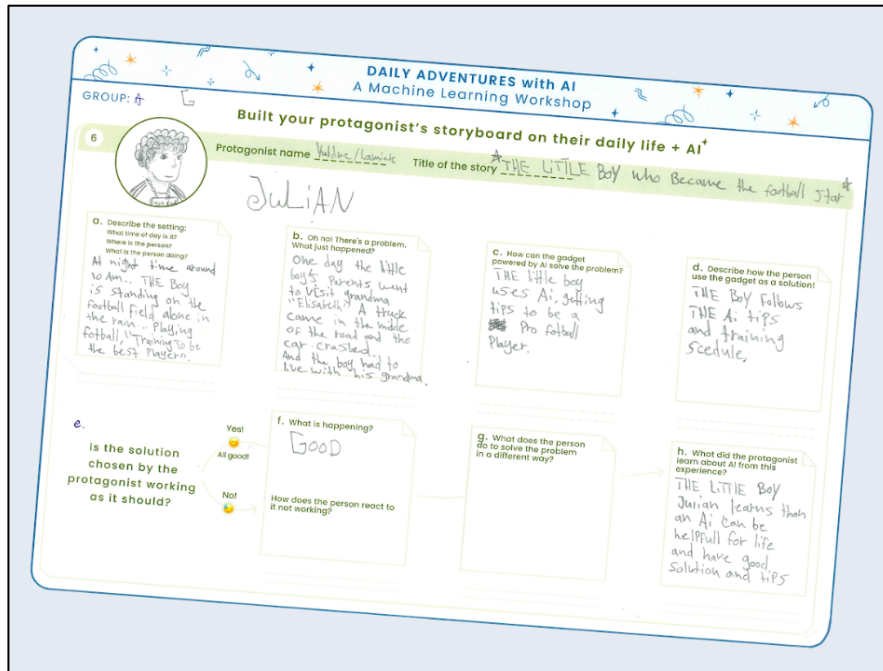 DAILY ADVENTURES with AI
A Machine Learning Workshop
GROUP: A G
Built your protagonist's storyboard on their daily life + AI
6
Protagonist name
Title of the story THE LITTLE BOY who Became the football star
JULIAN
a. Describe the setting:
What time of day is it?
Where is the person?
What is the person doing?
At night time around
10 Am... THE Boy
is standing on the
football field alone in
the rain... Playing
fotball, "Training To be
the best Player".
b. Oh no! There's a problem.
What just happened?
One day the little
boy's Parents went
to visit grandma
"Elisabeth" A truck
came in the middle
of the road and the
car crashed.
And the boy had to
live with his grandma.
c. How can the gadget
powered by AI solve the problem?
THE little boy
uses Ai, getting
tips to be a
Pro fotball
Player.
d. Describe how the person
use the gadget as a solution!
THE BOY Follows
THE Ai tips
and training
scedule,
e.
Is the solution
chosen by the
protagonist working
as it should?
Yes!
All good!
No!
f. What is happening?
GOOD
How does the person react to
it not working?
g. What does the person
do to solve the problem
in a different way?
h. What did the protagonist
learn about AI from this
experience?
THE LITTLE BOY
Jurian learns than
an Ai can be
helpfull for life
and have good
solution and tips